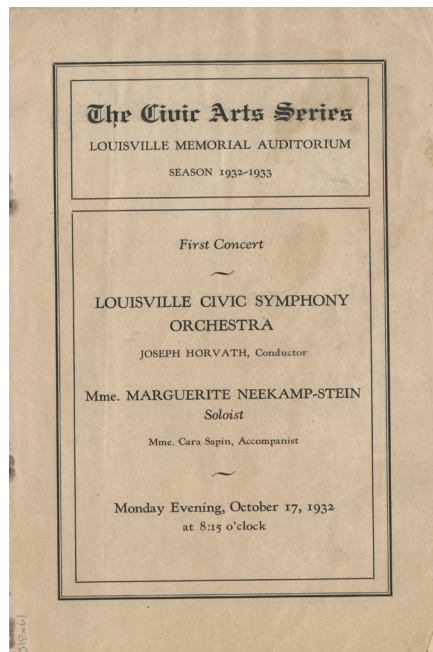 The Civic Arts Series
LOUISVILLE MEMORIAL AUDITORIUM
SEASON 1932-1933
First Concert
LOUISVILLE CIVIC SYMPHONY
ORCHESTRA
JOSEPH HORVATH, Conductor
Mme. MARGUERITE NEEKAMP-STEIN
Soloist
Mme. Cara Sapin, Accompanist
Monday Evening, October 17, 1932
at 8:15 o'clock